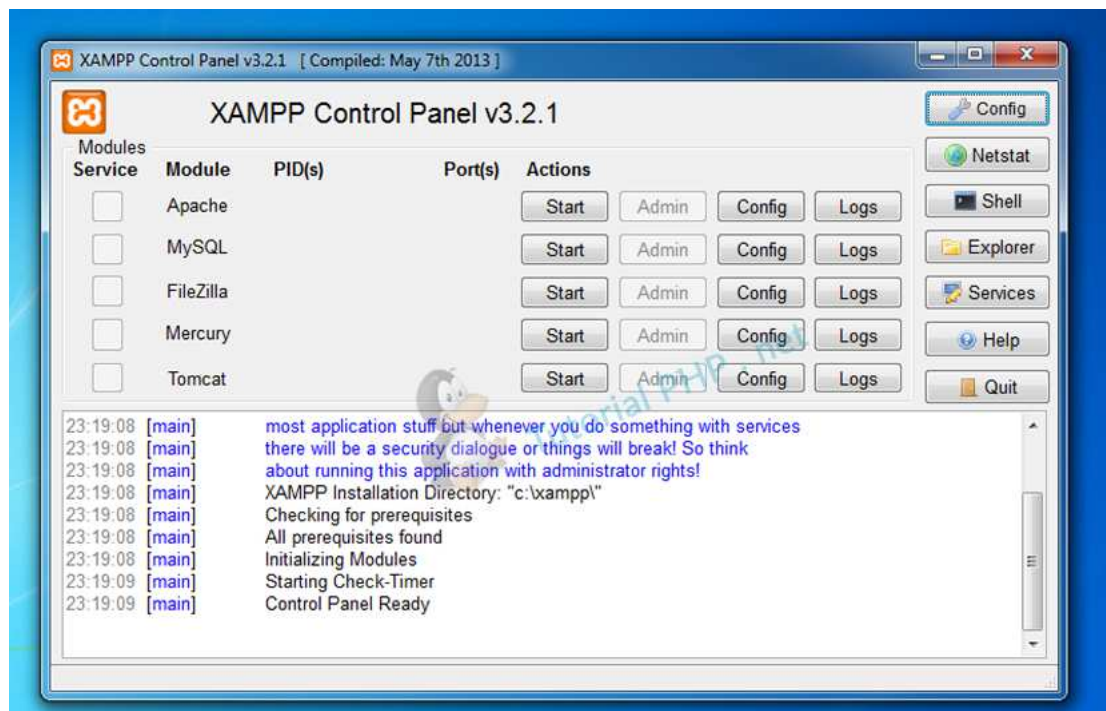 XAMPP Control Panel v3.2.1 [ Compiled: May 7th 2013 ]
XAMPP Control Panel v3.2.1
Config
Modules
Netstat
Service Module PID(s) Port(s) Actions
Shell
Apache Start Admin Config Logs
MySQL Start Admin Config Logs
Explorer
FileZilla Start Admin Config Logs
Services
Mercury Start Admin Config Logs
Help
Tomcat Start Admin Config Logs
Quit
Tutorial PHP . net
23:19:08 [main] most application stuff but whenever you do something with services
23:19:08 [main] there will be a security dialogue or things will break! So think
23:19:08 [main] about running this application with administrator rights!
23:19:08 [main] XAMPP Installation Directory: "c:\xampp\"
23:19:08 [main] Checking for prerequisites
23:19:08 [main] All prerequisites found
23:19:08 [main] Initializing Modules
23:19:09 [main] Starting Check-Timer
23:19:09 [main] Control Panel Ready